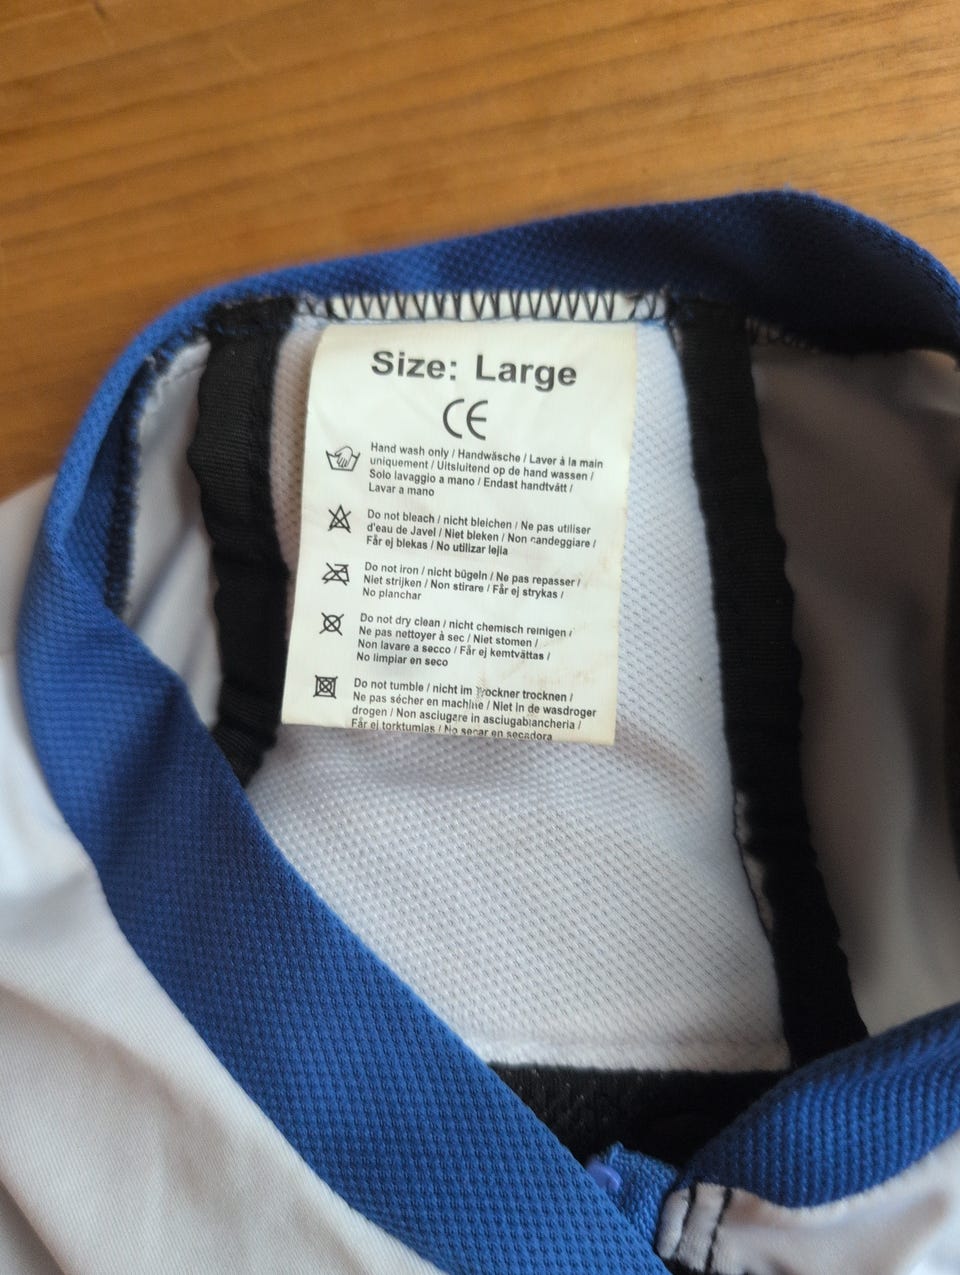 Size: Large
CE
Hand wash only / Handwäsche / Laver à la main
uniquement / Uitsluitend op de hand wassen /
Solo lavaggio a mano / Endast handtvätt /
Lavar a mano
Do not bleach / nicht bleichen / Ne pas utiliser
d'eau de Javel / Niet bleken / Non candeggiare /
Får ej blekas / No utilizar lejia
Do not iron / nicht bügeln / Ne pas repasser /
Niet strijken / Non stirare / Får ej strykas /
No planchar
Do not dry clean / nicht chemisch reinigen /
Ne pas nettoyer à sec / Niet stomen /
Non lavare a secco / Får ej kemtvättas /
No limpiar en seco
Do not tumble / nicht im Trockner trocknen /
Ne pas sécher en machine / Niet in de wasdroger
drogen / Non asciugare in asciugabiancheria /
Får ej torktumlas / No secar en secadora